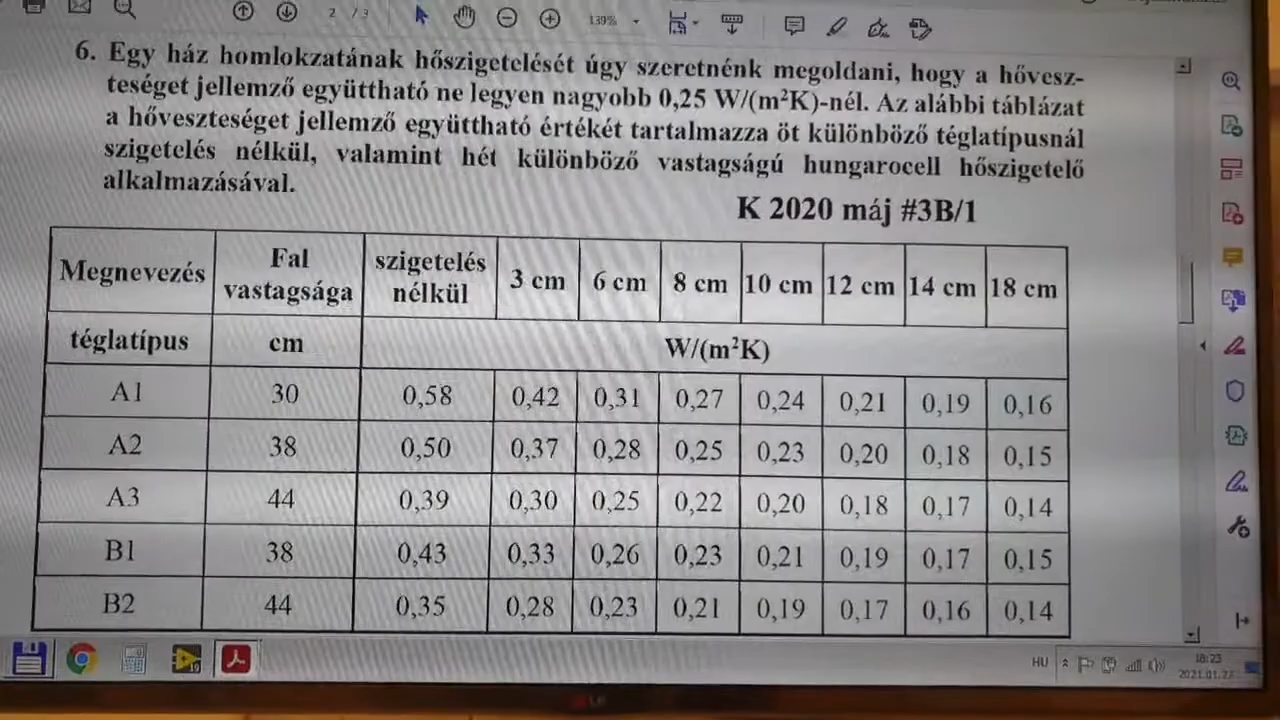 2 / 3
139%
6. Egy ház homlokzatának hőszigetelését úgy szeretnénk megoldani, hogy a hővesz-
teséget jellemző együttható ne legyen nagyobb 0,25 W/(m²K)-nél. Az alábbi táblázat
a hőveszteséget jellemző együttható értékét tartalmazza öt különböző téglatípusnál
szigetelés nélkül, valamint hét különböző vastagságú hungarocell hőszigetelő
alkalmazásával.
K 2020 máj #3B/1
Megnevezés Fal vastagsága szigetelés nélkül 3 cm 6 cm 8 cm 10 cm 12 cm 14 cm 18 cm
téglatípus cm W/(m²K)
A1 30 0,58 0,42 0,31 0,27 0,24 0,21 0,19 0,16
A2 38 0,50 0,37 0,28 0,25 0,23 0,20 0,18 0,15
A3 44 0,39 0,30 0,25 0,22 0,20 0,18 0,17 0,14
B1 38 0,43 0,33 0,26 0,23 0,21 0,19 0,17 0,15
B2 44 0,35 0,28 0,23 0,21 0,19 0,17 0,16 0,14
HU 18:23